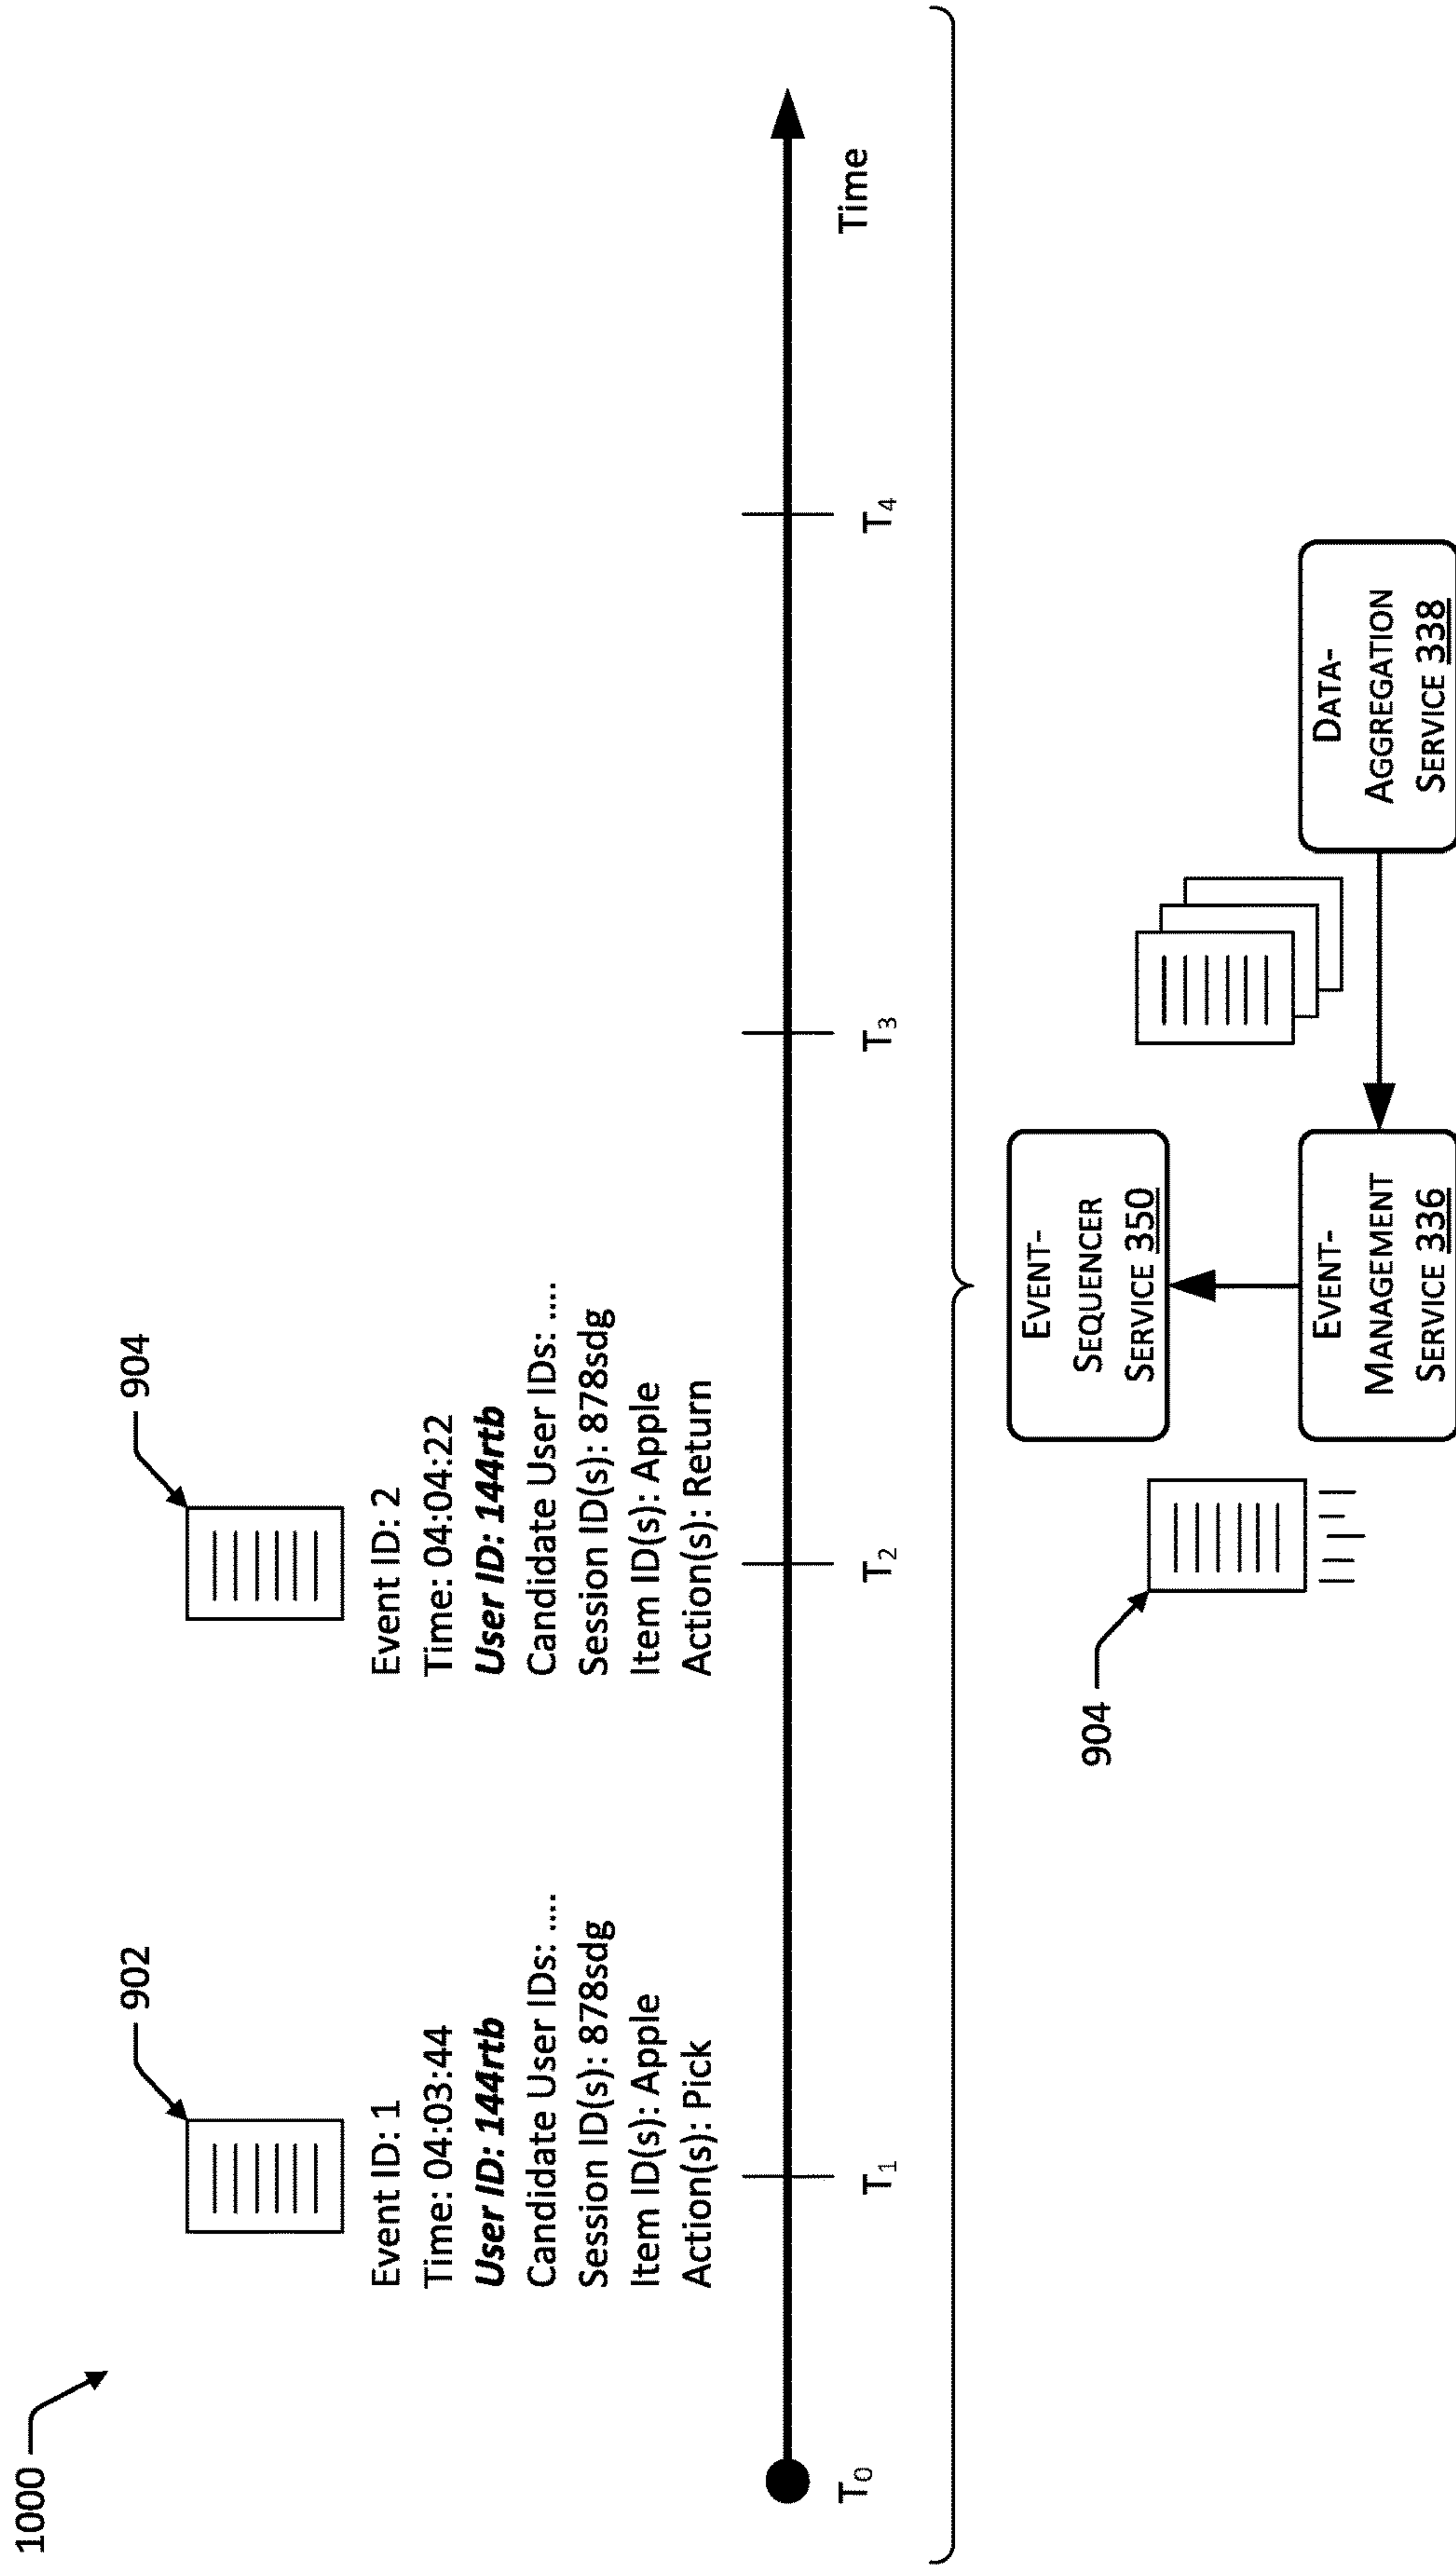 1000
902
Event ID: 1
Time: 04:03:44
User ID: 144rtb
Candidate User IDs: ....
Session ID(s): 878sdg
Item ID(s): Apple
Action(s): Pick
904
Event ID: 2
Time: 04:04:22
User ID: 144rtb
Candidate User IDs: ....
Session ID(s): 878sdg
Item ID(s): Apple
Action(s): Return
T0
T1
T2
T3
T4
Time
904
EVENT-
SEQUENCER
SERVICE 350
EVENT-
MANAGEMENT
SERVICE 336
DATA-
AGGREGATION
SERVICE 338